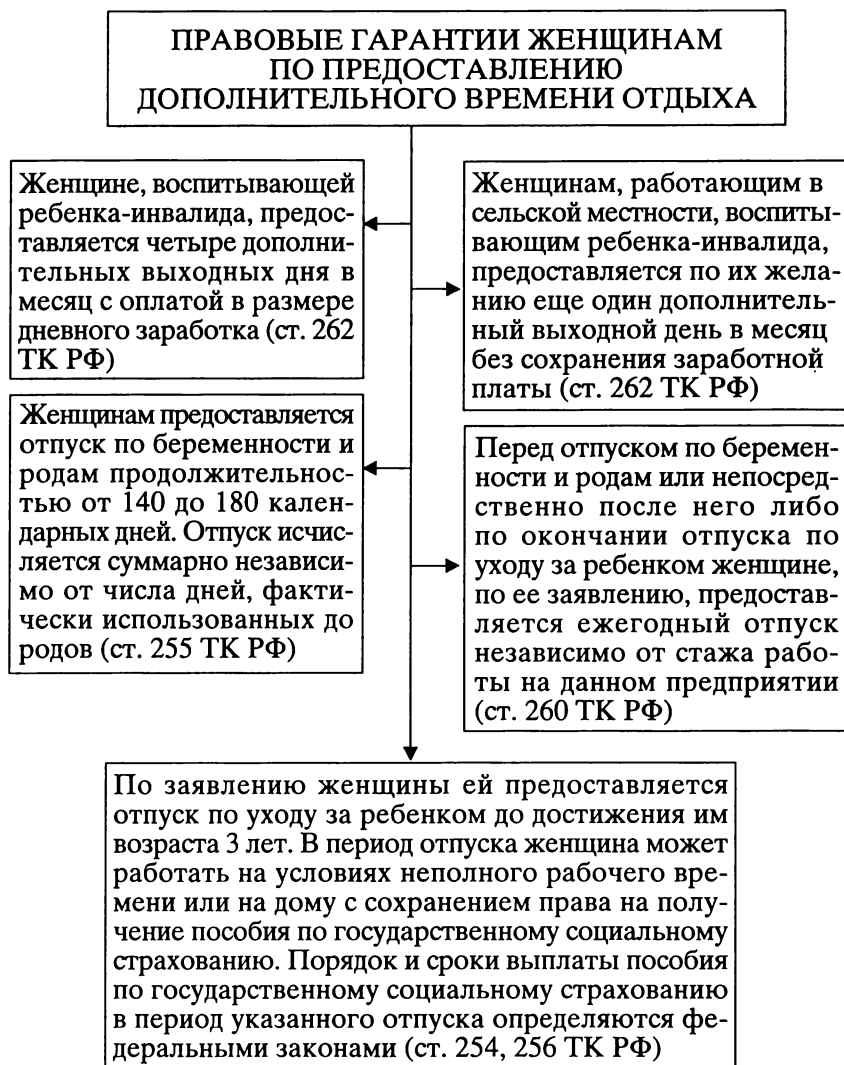 ПРАВОВЫЕ ГАРАНТИИ ЖЕНЩИНАМ
ПО ПРЕДОСТАВЛЕНИЮ
ДОПОЛНИТЕЛЬНОГО ВРЕМЕНИ ОТДЫХА
Женщине, воспитывающей
ребенка-инвалида, предос-
тавляется четыре дополни-
тельных выходных дня в
месяц с оплатой в размере
дневного заработка (ст. 262
ТК РФ)
Женщинам, работающим в
сельской местности, воспиты-
вающим ребенка-инвалида,
предоставляется по их жела-
нию еще один дополнитель-
ный выходной день в месяц
без сохранения заработной
платы (ст. 262 ТК РФ)
Женщинам предоставляется
отпуск по беременности и
родам продолжительнос-
тью от 140 до 180 кален-
дарных дней. Отпуск исчис-
ляется суммарно независи-
мо от числа дней, факти-
чески использованных до
родов (ст. 255 ТК РФ)
Перед отпуском по беремен-
ности и родам или непосред-
ственно после него либо
по окончании отпуска по
уходу за ребенком женщине,
по ее заявлению, предостав-
ляется ежегодный отпуск
независимо от стажа рабо-
ты на данном предприятии
(ст. 260 ТК РФ)
По заявлению женщины ей предоставляется
отпуск по уходу за ребенком до достижения им
возраста 3 лет. В период отпуска женщина может
работать на условиях неполного рабочего вре-
мени или на дому с сохранением права на полу-
чение пособия по государственному социальному
страхованию. Порядок и сроки выплаты пособия
по государственному социальному страхованию
в период указанного отпуска определяются фе-
деральными законами (ст. 254, 256 ТК РФ)